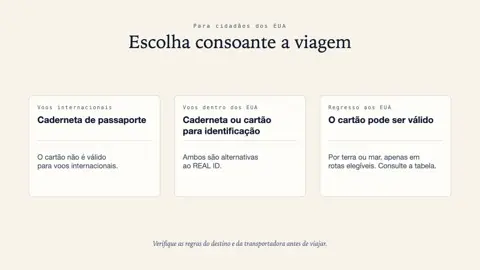 Para cidadãos dos EUA
Escolha consoante a viagem
Voos internacionais
Caderneta de passaporte
O cartão não é válido
para voos internacionais.
Voos dentro dos EUA
Caderneta ou cartão
para identificação
Ambos são alternativas
ao REAL ID.
Regresso aos EUA
O cartão pode ser válido
Por terra ou mar, apenas em
rotas elegíveis. Consulte a tabela.
Verifique as regras do destino e da transportadora antes de viajar.